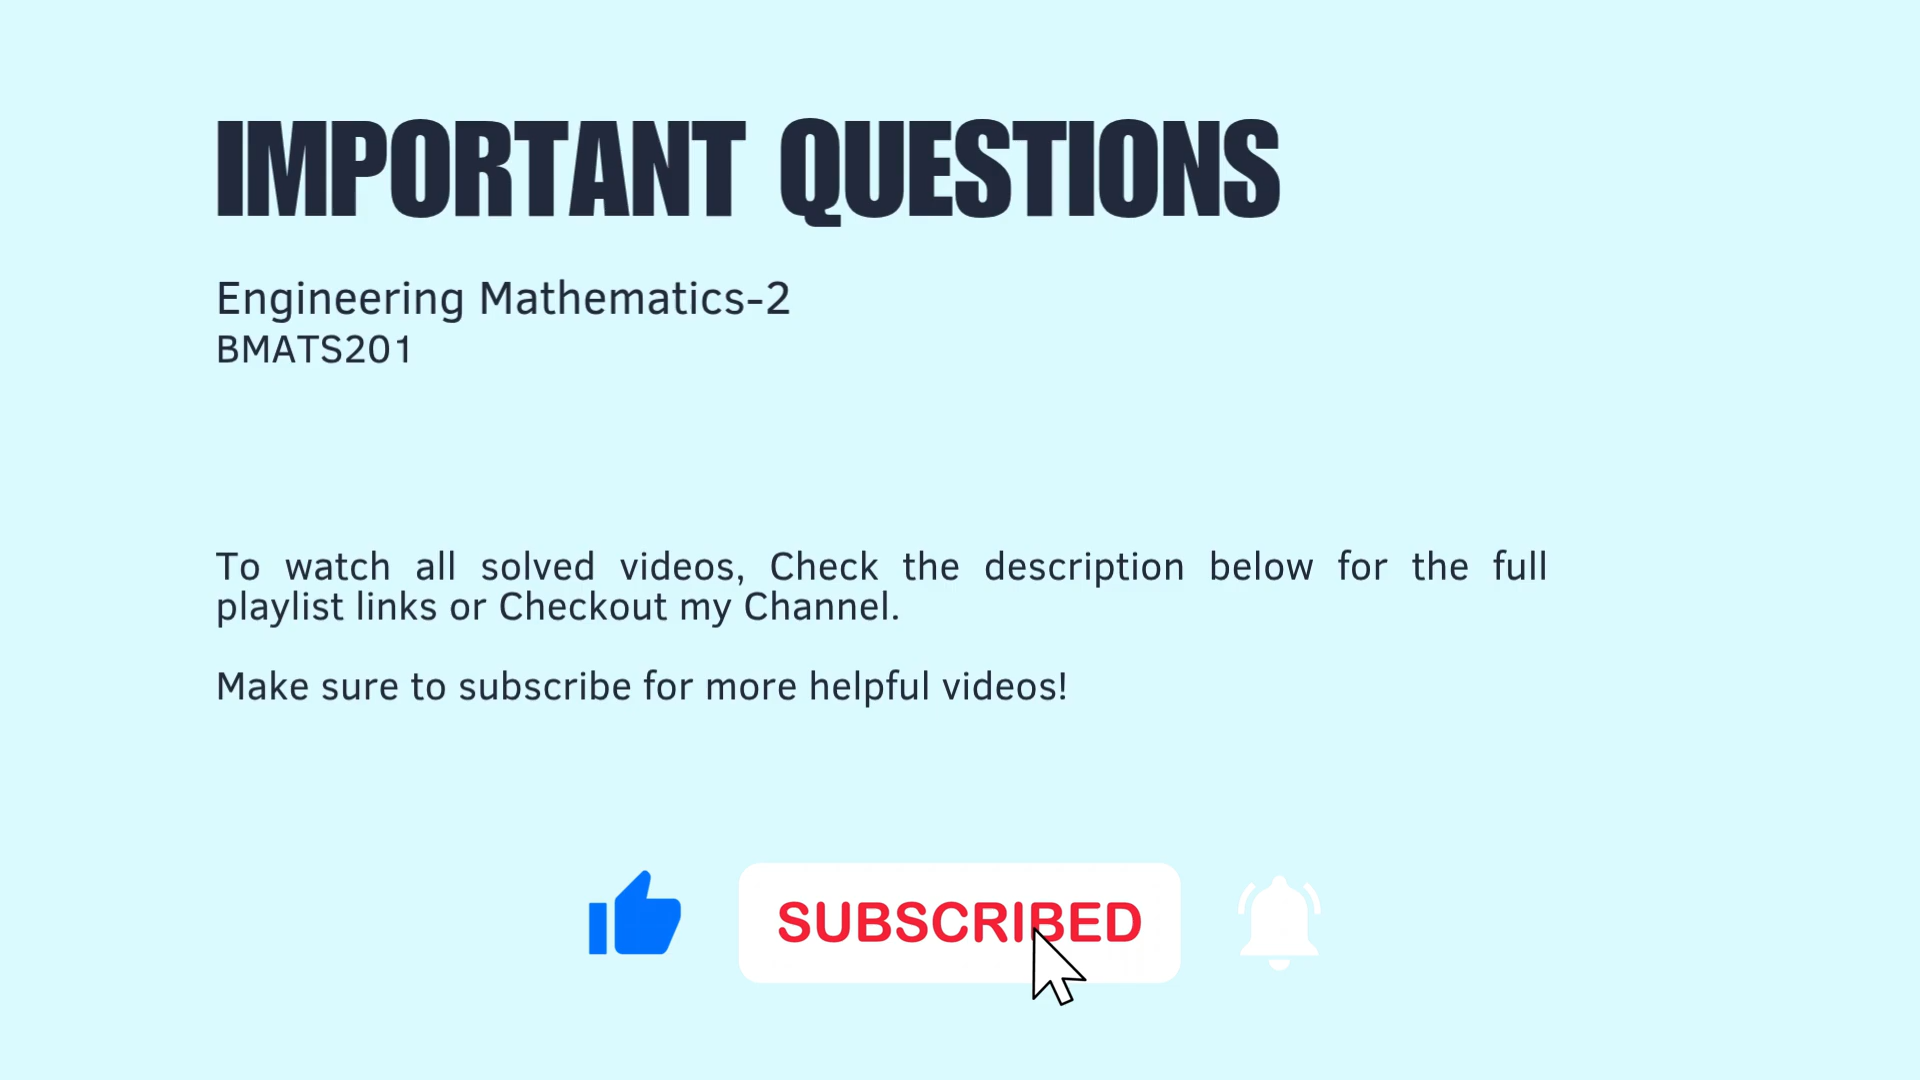 IMPORTANT QUESTIONS
Engineering Mathematics-2
BMATS201
To watch all solved videos, Check the description below for the full
playlist links or Checkout my Channel.
Make sure to subscribe for more helpful videos!
SUBSCRIBED